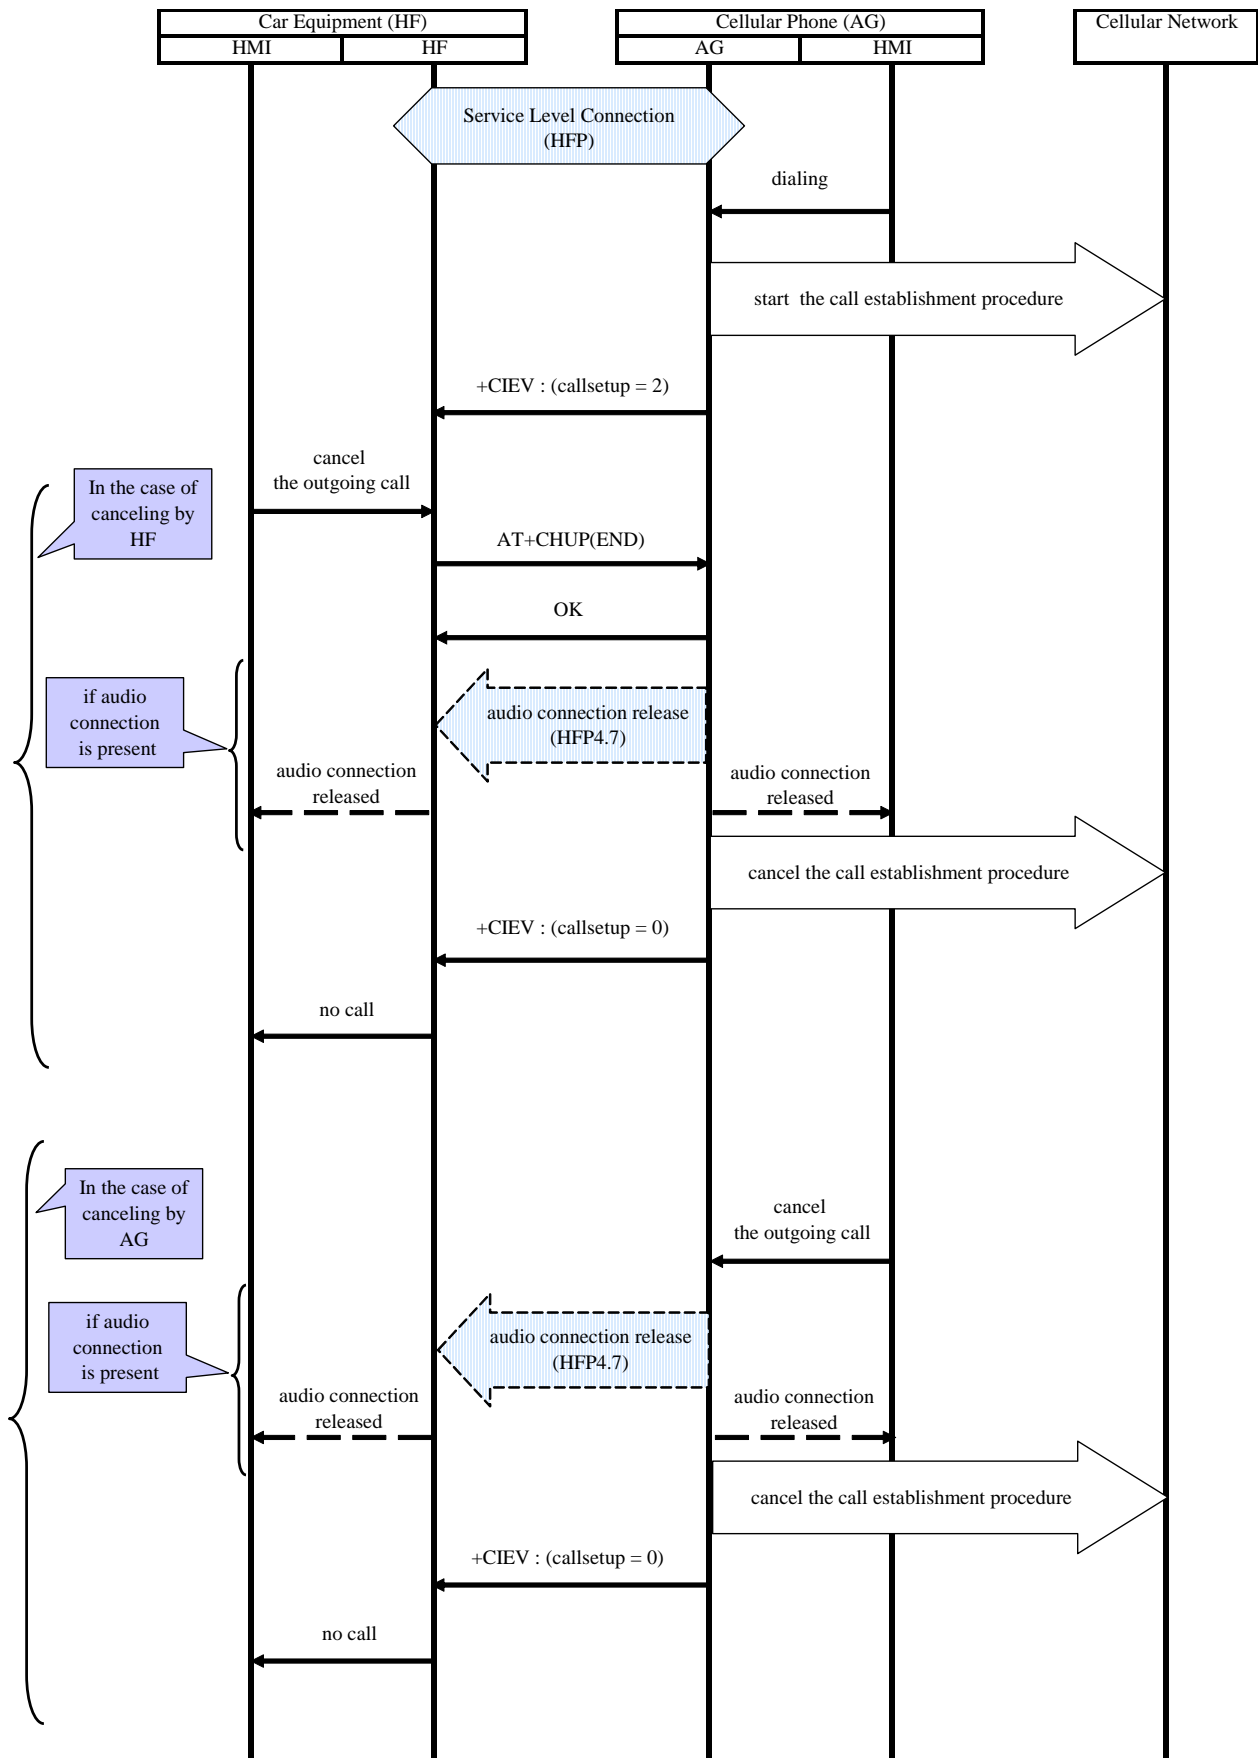 Car Equipment (HF)
Cellular Phone (AG)
Cellular Network
HMI
HF
AG
HMI
Service Level Connection
(HFP)
dialing
start the call establishment procedure
+CIEV : (callsetup = 2)
cancel
the outgoing call
In the case of
canceling by
HF
AT+CHUP(END)
OK
if audio
connection
is present
audio connection release
(HFP4.7)
audio connection
released
audio connection
released
cancel the call establishment procedure
+CIEV : (callsetup = 0)
no call
In the case of
canceling by
AG
cancel
the outgoing call
if audio
connection
is present
audio connection release
(HFP4.7)
audio connection
released
audio connection
released
cancel the call establishment procedure
+CIEV : (callsetup = 0)
no call